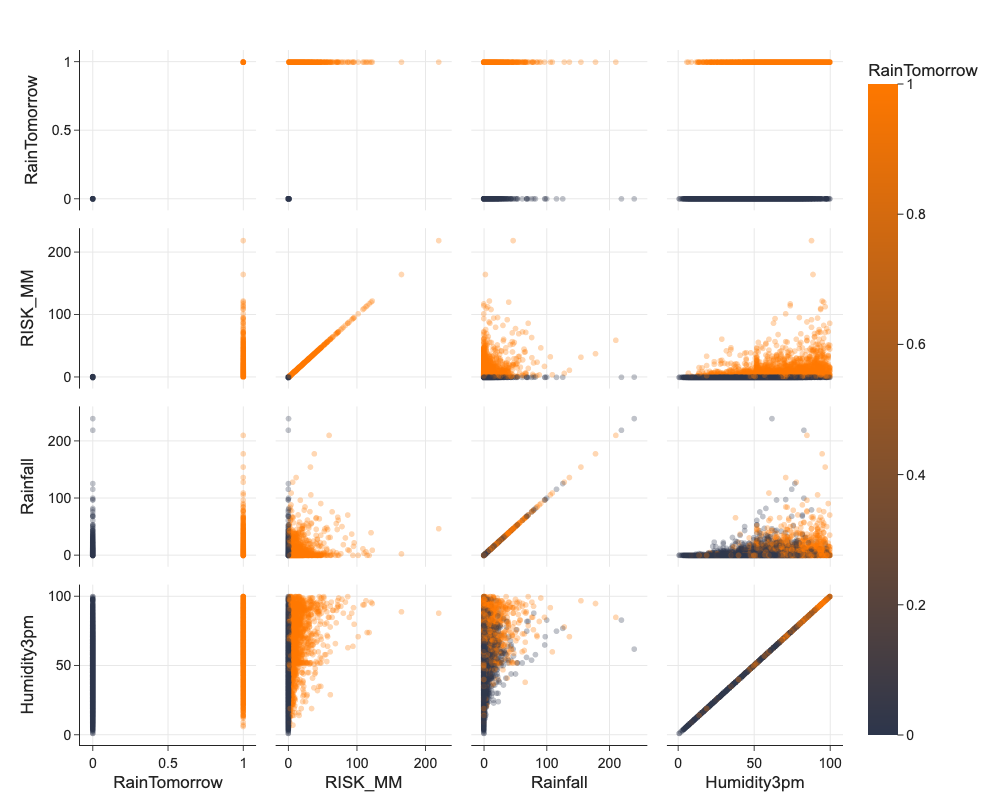 RainTomorrow
1
0.5
0
RISK_MM
200
100
0
Rainfall
200
100
0
Humidity3pm
100
50
0
0 0.5 1 0 100 200 0 100 200 0 50 100
RainTomorrow RISK_MM Rainfall Humidity3pm
RainTomorrow
1
0.8
0.6
0.4
0.2
0